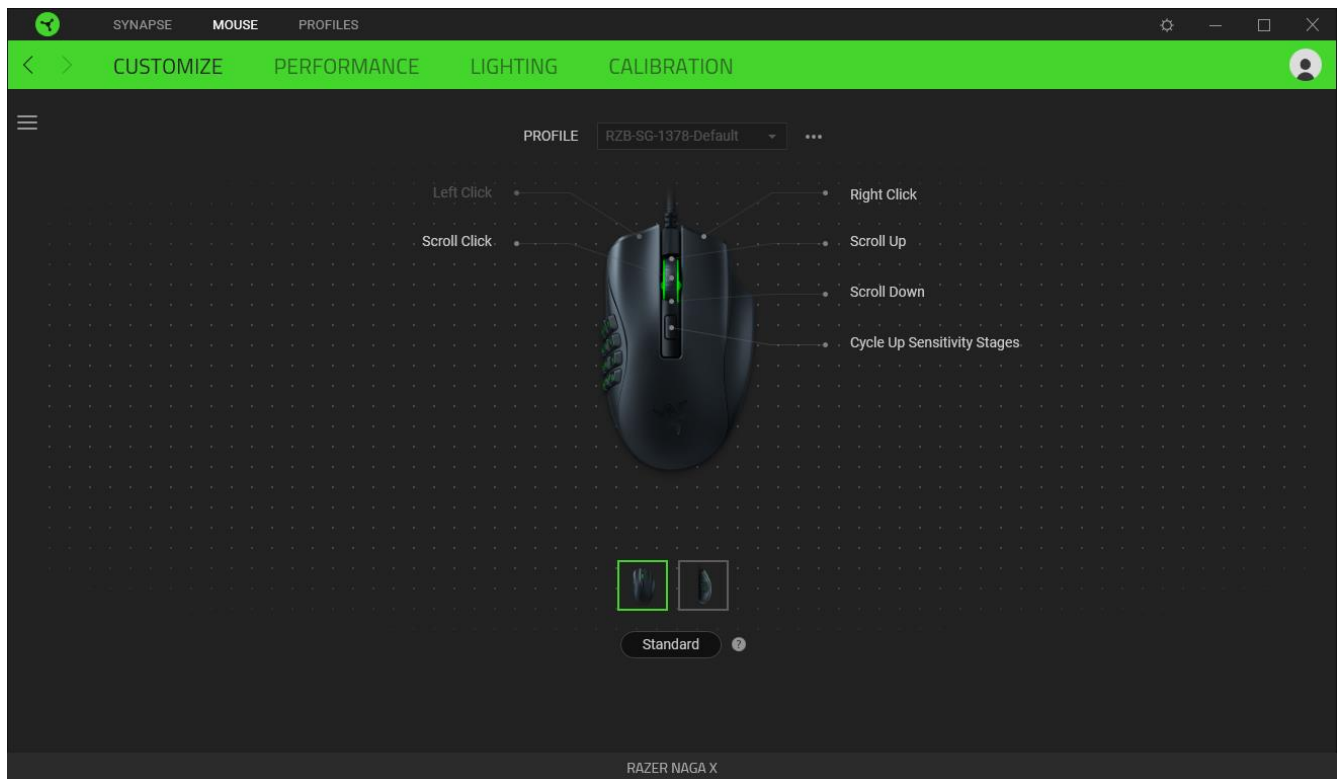 SYNAPSE MOUSE PROFILES
CUSTOMIZE PERFORMANCE LIGHTING CALIBRATION
PROFILE RZB-SG-1378-Default
Left Click Right Click
Scroll Click Scroll Up
Scroll Down
Cycle Up Sensitivity Stages
Standard ?
RAZER NAGA X